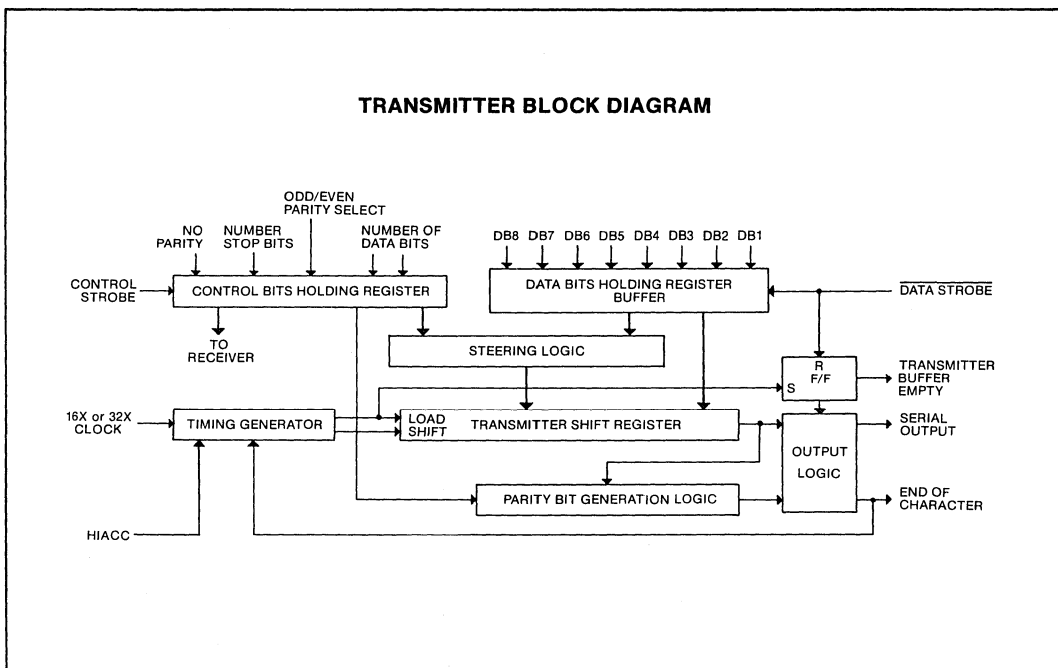 TRANSMITTER BLOCK DIAGRAM
ODD/EVEN
PARITY SELECT
NO
PARITY
NUMBER
STOP BITS
NUMBER OF
DATA BITS
DB8 DB7 DB6 DB5 DB4 DB3 DB2 DB1
CONTROL
STROBE
CONTROL BITS HOLDING REGISTER
DATA BITS HOLDING REGISTER
BUFFER
DATA STROBE
TO
RECEIVER
STEERING LOGIC
R
F/F
S
TRANSMITTER
BUFFER
EMPTY
16X or 32X
CLOCK
TIMING GENERATOR
LOAD
SHIFT
TRANSMITTER SHIFT REGISTER
OUTPUT
LOGIC
SERIAL
OUTPUT
PARITY BIT GENERATION LOGIC
END OF
CHARACTER
HIACC